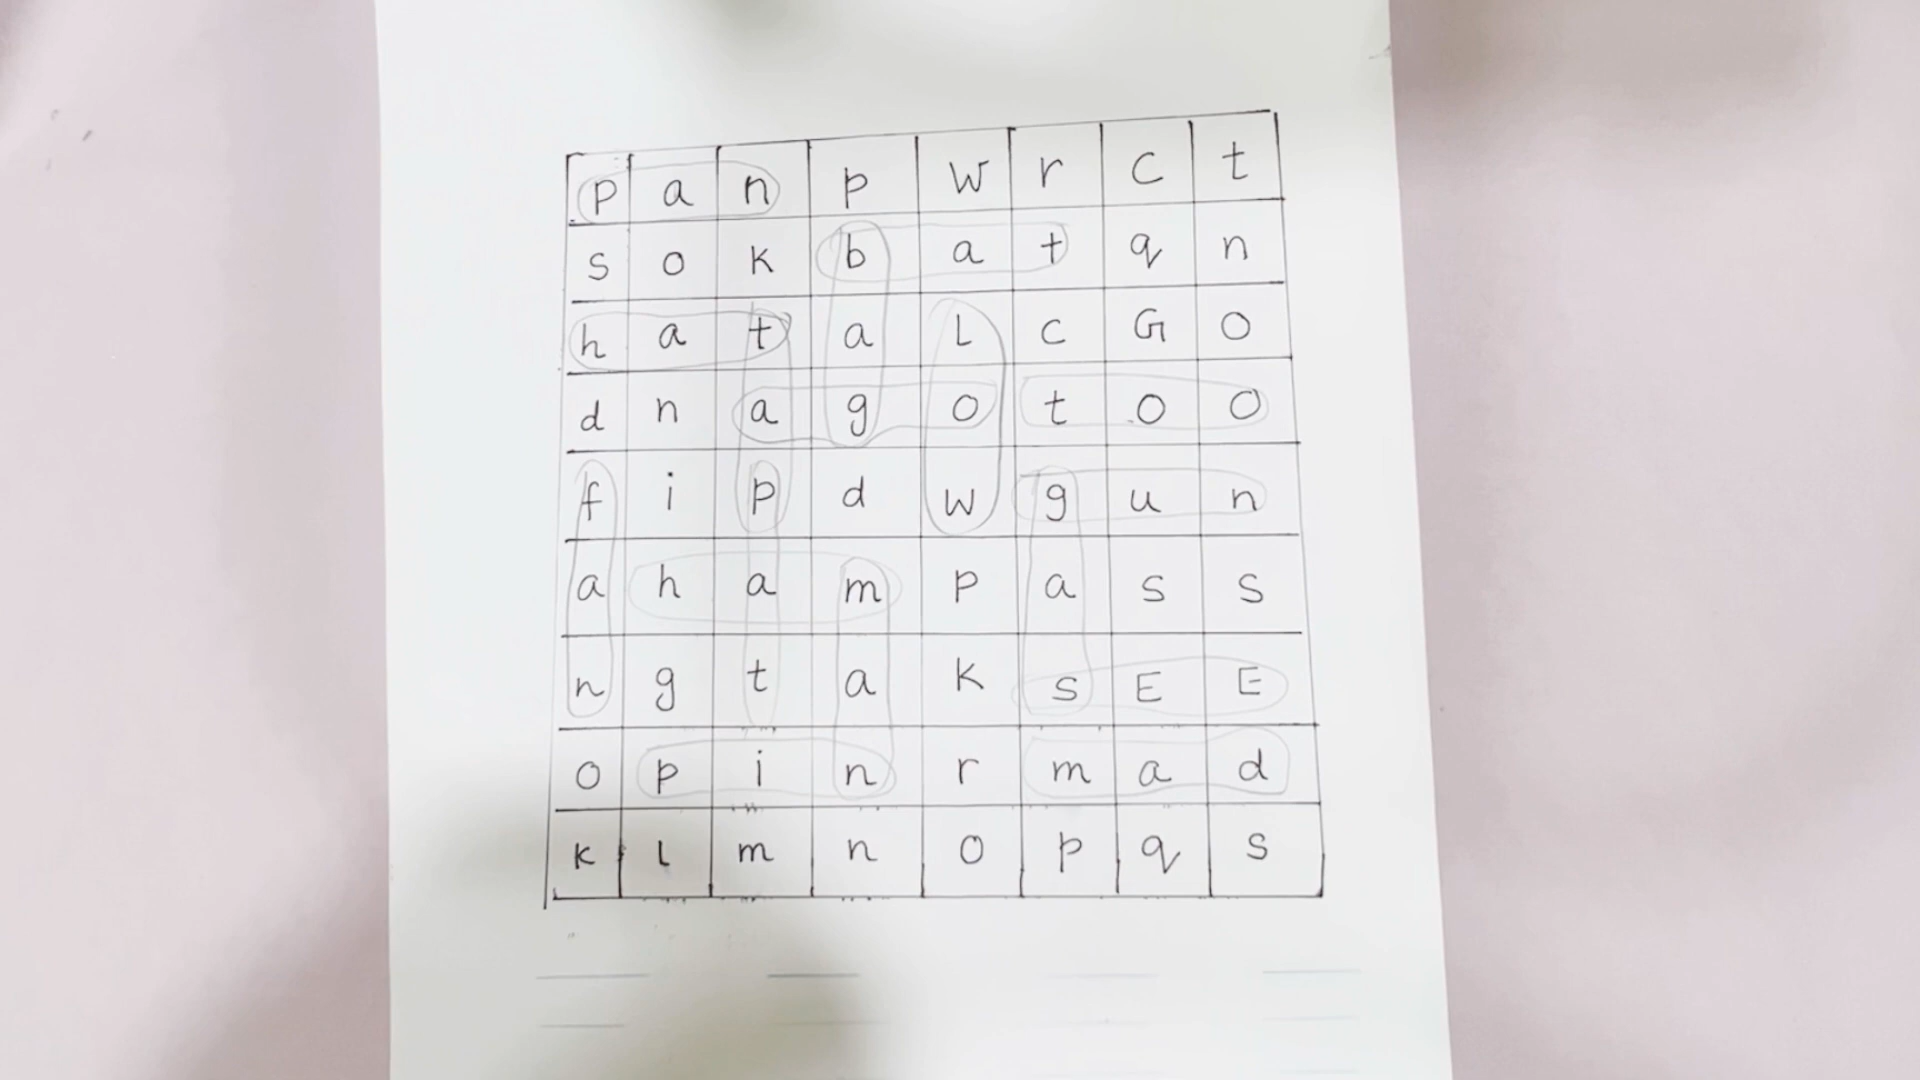 p a n p w r c t
s o k b a t q n
h a t a L c G O
d n a g o t o o
f i p d w g u n
a h a m p a s s
n g t a k s E E
o p i n r m a d
k l m n o p q s